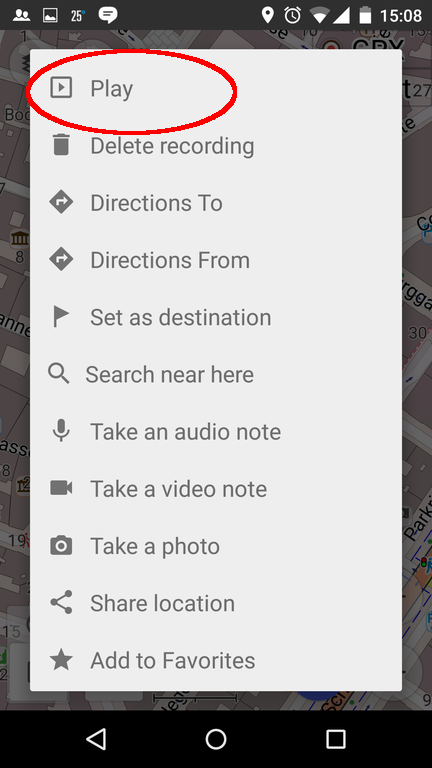 25°
15:08
Play
Delete recording
Directions To
Directions From
Set as destination
Search near here
Take an audio note
Take a video note
Take a photo
Share location
Add to Favorites